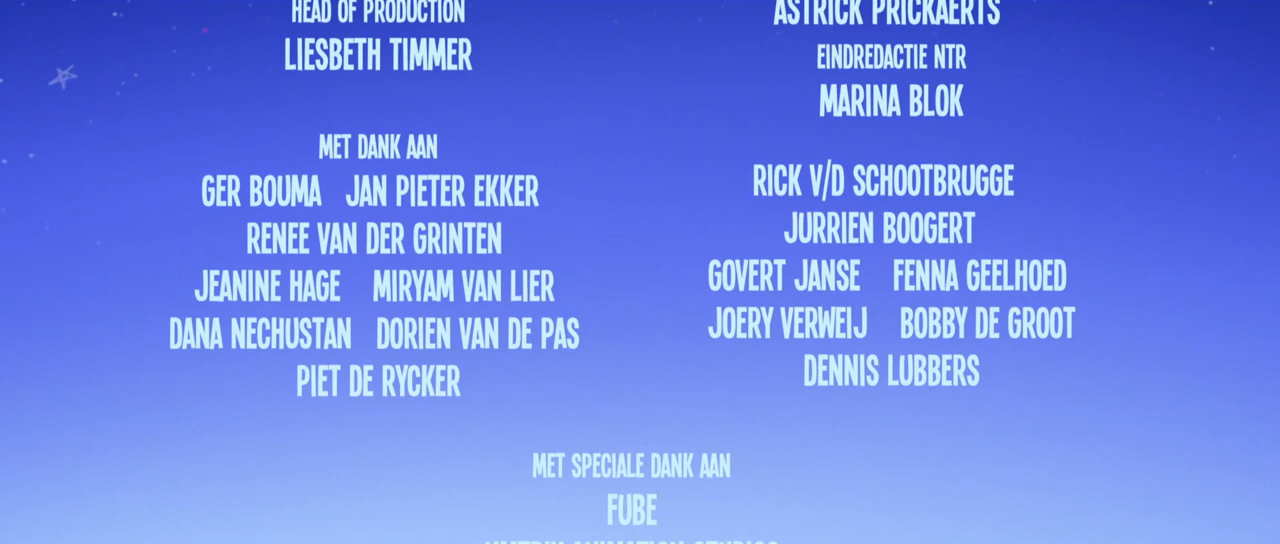 HEAD OF PRODUCTION
LIESBETH TIMMER
MET DANK AAN
GER BOUMA JAN PIETER EKKER
RENEE VAN DER GRINTEN
JEANINE HAGE MIRYAM VAN LIER
DANA NECHUSTAN DORIEN VAN DE PAS
PIET DE RYCKER
ASTRICK PRICKAERTS
EINDREDACTIE NTR
MARINA BLOK
RICK V/D SCHOOTBRUGGE
JURRIEN BOOGERT
GOVERT JANSE FENNA GEELHOED
JOERY VERWEIJ BOBBY DE GROOT
DENNIS LUBBERS
MET SPECIALE DANK AAN
FUBE
ANIMATION STUDIOS